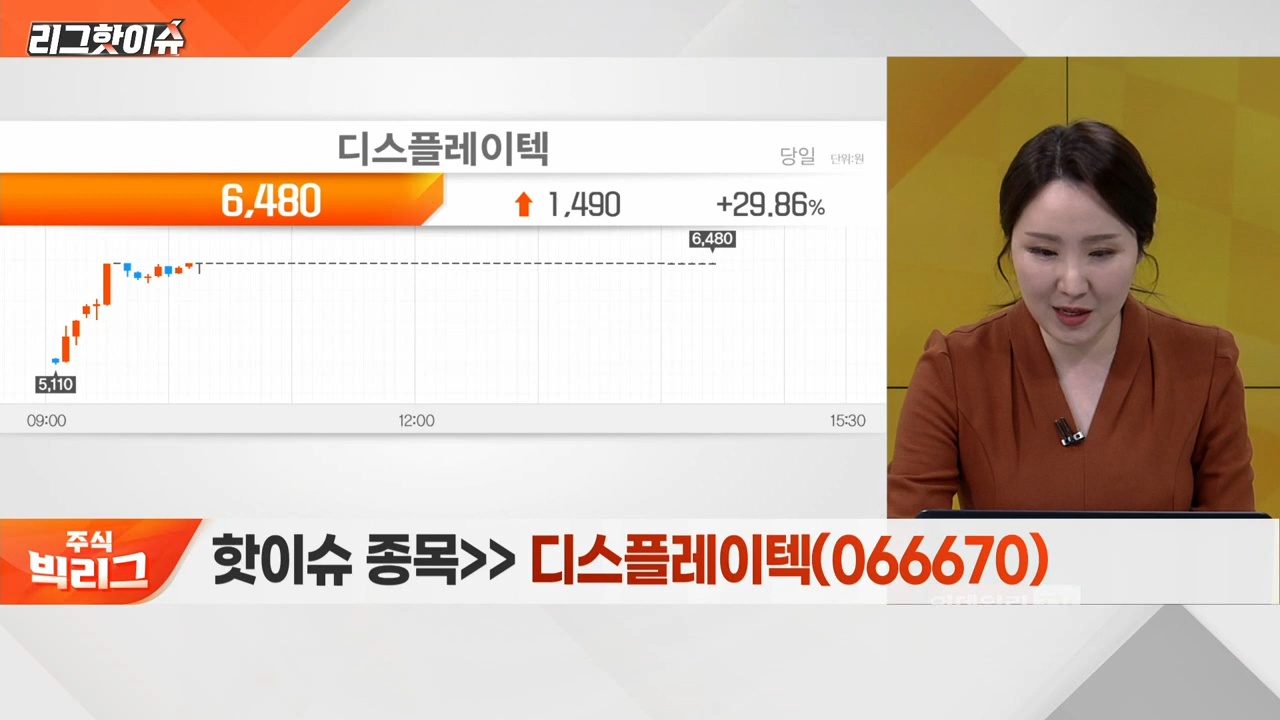 리그핫이슈
디스플레이텍
당일 단위:원
6,480 1,490 +29.86%
6,480
5,110
09:00 12:00 15:30
주식
빅리그
핫이슈 종목>> 디스플레이텍(066670)